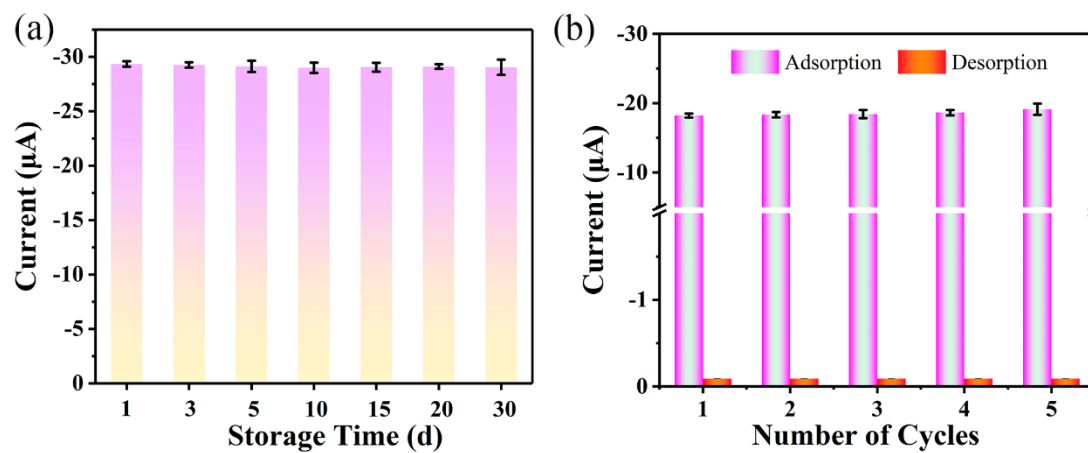 (a)
-30
-25
-20
-15
-10
-5
0
Current (μA)
1 3 5 10 15 20 30
Storage Time (d)
(b)
-30
-20
-10
-1
0
Current (μA)
Adsorption Desorption
1 2 3 4 5
Number of Cycles